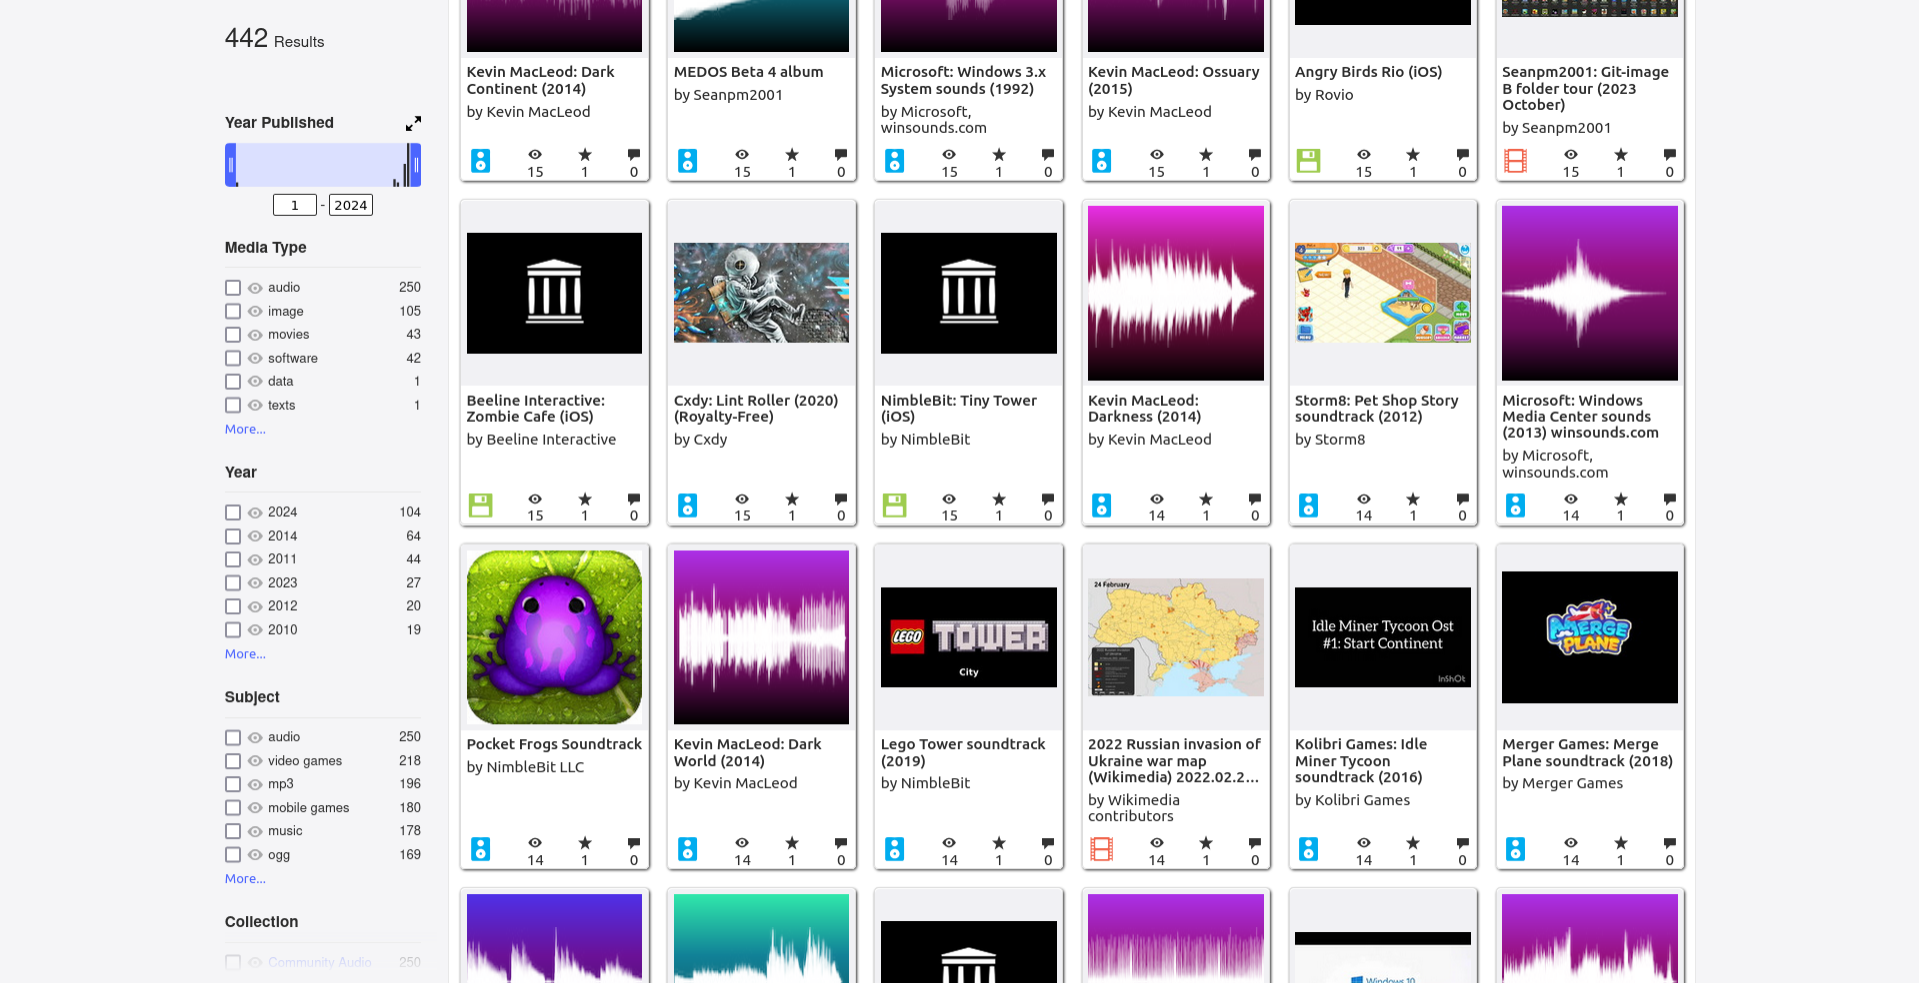 442 Results
Year Published
1 - 2024
Media Type
audio 250
image 105
movies 43
software 42
data 1
texts 1
More...
Year
2024 104
2014 64
2011 44
2023 27
2012 20
2010 19
More...
Subject
audio 250
video games 218
mp3 196
mobile games 180
music 178
ogg 169
More...
Collection
Community Audio 250
Kevin MacLeod: Dark
Continent (2014)
by Kevin MacLeod
15 1 0
MEDOS Beta 4 album
by Seanpm2001
15 1 0
Microsoft: Windows 3.x
System sounds (1992)
by Microsoft,
winsounds.com
15 1 0
Kevin MacLeod: Ossuary
(2015)
by Kevin MacLeod
15 1 0
Angry Birds Rio (iOS)
by Rovio
15 1 0
Seanpm2001: Git-image
B folder tour (2023
October)
by Seanpm2001
15 1 0
Beeline Interactive:
Zombie Cafe (iOS)
by Beeline Interactive
15 1 0
Cxdy: Lint Roller (2020)
(Royalty-Free)
by Cxdy
15 1 0
NimbleBit: Tiny Tower
(iOS)
by NimbleBit
15 1 0
Kevin MacLeod:
Darkness (2014)
by Kevin MacLeod
14 1 0
Storm8: Pet Shop Story
soundtrack (2012)
by Storm8
14 1 0
Microsoft: Windows
Media Center sounds
(2013) winsounds.com
by Microsoft,
winsounds.com
14 1 0
Pocket Frogs Soundtrack
by NimbleBit LLC
14 1 0
Kevin MacLeod: Dark
World (2014)
by Kevin MacLeod
14 1 0
LEGO TOWER
City
Lego Tower soundtrack
(2019)
by NimbleBit
14 1 0
24 February
2022 Russian invasion of
Ukraine war map
(Wikimedia) 2022.02.2...
by Wikimedia
contributors
14 1 0
Idle Miner Tycoon Ost
#1: Start Continent
InShOt
Kolibri Games: Idle
Miner Tycoon
soundtrack (2016)
by Kolibri Games
14 1 0
MERGE
PLANE
Merger Games: Merge
Plane soundtrack (2018)
by Merger Games
14 1 0
Windows 10